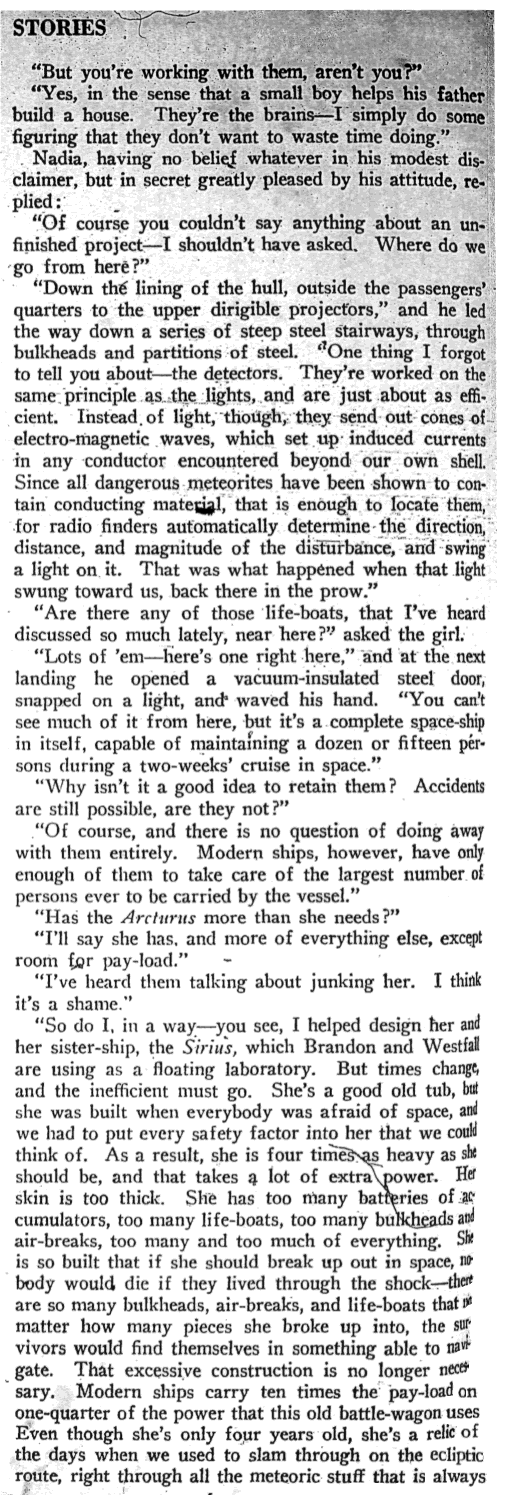 STORIES
“But you’re working with them, aren’t you?”
“Yes, in the sense that a small boy helps his father
build a house. They’re the brains—I simply do some
figuring that they don’t want to waste time doing.”
Nadia, having no belief whatever in his modest dis-
claimer, but in secret greatly pleased by his attitude, re-
plied:
“Of course you couldn’t say anything about an un-
finished project—I shouldn’t have asked. Where do we
go from here?”
“Down the lining of the hull, outside the passengers’
quarters to the upper dirigible projectors,” and he led
the way down a series of steep steel stairways, through
bulkheads and partitions of steel. “One thing I forgot
to tell you about—the detectors. They’re worked on the
same principle as the lights, and are just about as effi-
cient. Instead of light, though, they send out cones of
electro-magnetic waves, which set up induced currents
in any conductor encountered beyond our own shell.
Since all dangerous meteorites have been shown to con-
tain conducting material, that is enough to locate them,
for radio finders automatically determine the direction,
distance, and magnitude of the disturbance, and swing
a light on it. That was what happened when that light
swung toward us, back there in the prow.”
“Are there any of those life-boats, that I’ve heard
discussed so much lately, near here?” asked the girl.
“Lots of ’em—here’s one right here,” and at the next
landing he opened a vacuum-insulated steel door,
snapped on a light, and waved his hand. “You can’t
see much of it from here, but it’s a complete space-ship
in itself, capable of maintaining a dozen or fifteen per-
sons during a two-weeks’ cruise in space.”
“Why isn’t it a good idea to retain them? Accidents
are still possible, are they not?”
“Of course, and there is no question of doing away
with them entirely. Modern ships, however, have only
enough of them to take care of the largest number of
persons ever to be carried by the vessel.”
“Has the Arcturus more than she needs?”
“I’ll say she has, and more of everything else, except
room for pay-load.”
“I’ve heard them talking about junking her. I think
it’s a shame.”
“So do I, in a way—you see, I helped design her and
her sister-ship, the Sirius, which Brandon and Westfall
are using as a floating laboratory. But times change,
and the inefficient must go. She’s a good old tub, but
she was built when everybody was afraid of space, and
we had to put every safety factor into her that we could
think of. As a result, she is four times as heavy as she
should be, and that takes a lot of extra power. Her
skin is too thick. She has too many batteries of ac-
cumulators, too many life-boats, too many bulkheads and
air-breaks, too many and too much of everything. She
is so built that if she should break up out in space, no-
body would die if they lived through the shock—there
are so many bulkheads, air-breaks, and life-boats that no
matter how many pieces she broke up into, the sur-
vivors would find themselves in something able to navi-
gate. That excessive construction is no longer neces-
sary. Modern ships carry ten times the pay-load on
one-quarter of the power that this old battle-wagon uses
Even though she’s only four years old, she’s a relic of
the days when we used to slam through on the ecliptic
route, right through all the meteoric stuff that is always